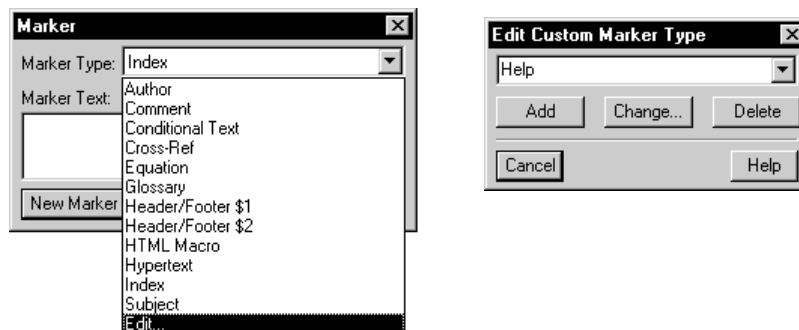 Marker
Marker Type: Index
Marker Text:
Author
Comment
Conditional Text
Cross-Ref
Equation
Glossary
Header/Footer $1
Header/Footer $2
HTML Macro
Hypertext
Index
Subject
Edit...
New Marker
Edit Custom Marker Type
Help
Add Change... Delete
Cancel Help